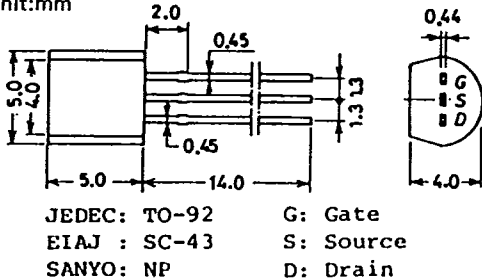 nit:mm
2.0
0.44
0.45
5.0
4.0
1.3
1.3
G
S
D
0.45
5.0
14.0
4.0
JEDEC: TO-92 G: Gate
EIAJ : SC-43 S: Source
SANYO: NP D: Drain